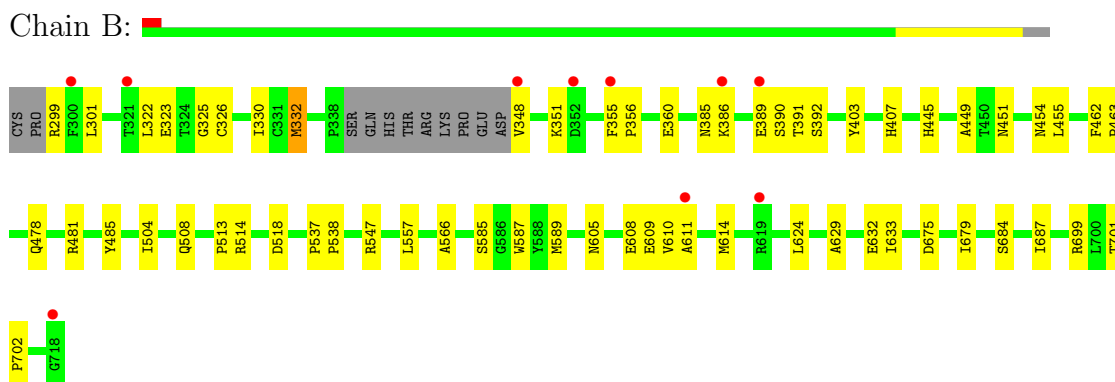 Chain B:
CYS PRO R299 F300 L301 T321 L322 E323 T324 G325 C326 I330 C331 M332 P338 SER GLN HIS THR ARG LYS PRO GLU ASP V348 K351 D352 F355 P356 E360 N385 K386 E389 S390 T391 S392 Y403 H407 H445 A449 T450 N451 N454 L455 F462
Q478 R481 Y485 I504 Q508 P513 R514 D518 P537 P538 R547 L557 A566 S585 G586 W587 Y588 M589 N605 E608 E609 V610 A611 M614 R619 L624 A629 E632 I633 D675 I679 S684 I687 R699 L700 T701
P702 G718